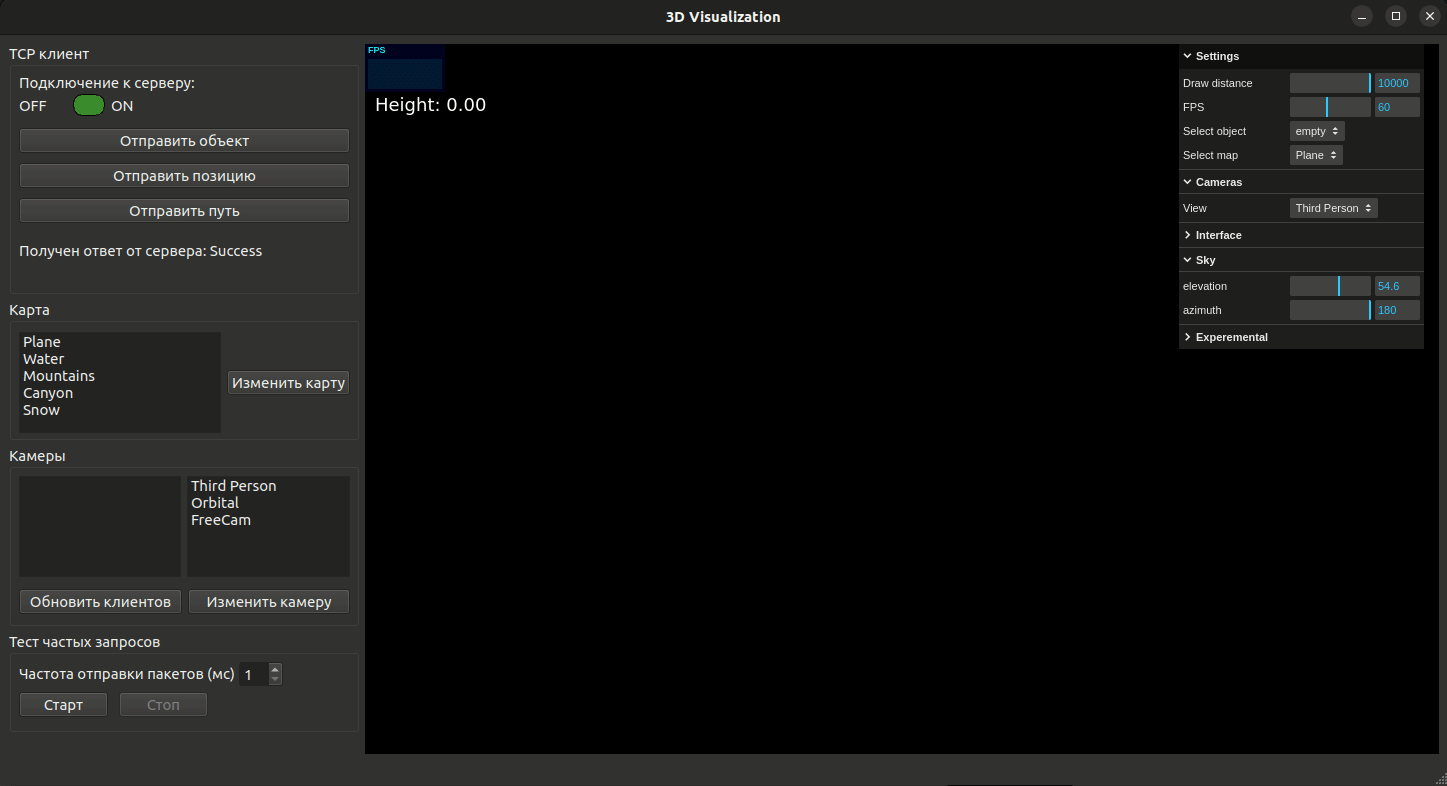 3D Visualization
TCP клиент
Подключение к серверу:
OFF ON
Отправить объект
Отправить позицию
Отправить путь
Получен ответ от сервера: Success
Карта
Plane
Water
Mountains
Canyon
Snow
Изменить карту
Камеры
Third Person
Orbital
FreeCam
Обновить клиентов
Изменить камеру
Тест частых запросов
Частота отправки пакетов (мс) 1
Старт
Стоп
FPS
Height: 0.00
Settings
Draw distance 10000
FPS 60
Select object empty
Select map Plane
Cameras
View Third Person
Interface
Sky
elevation 54.6
azimuth 180
Experemental